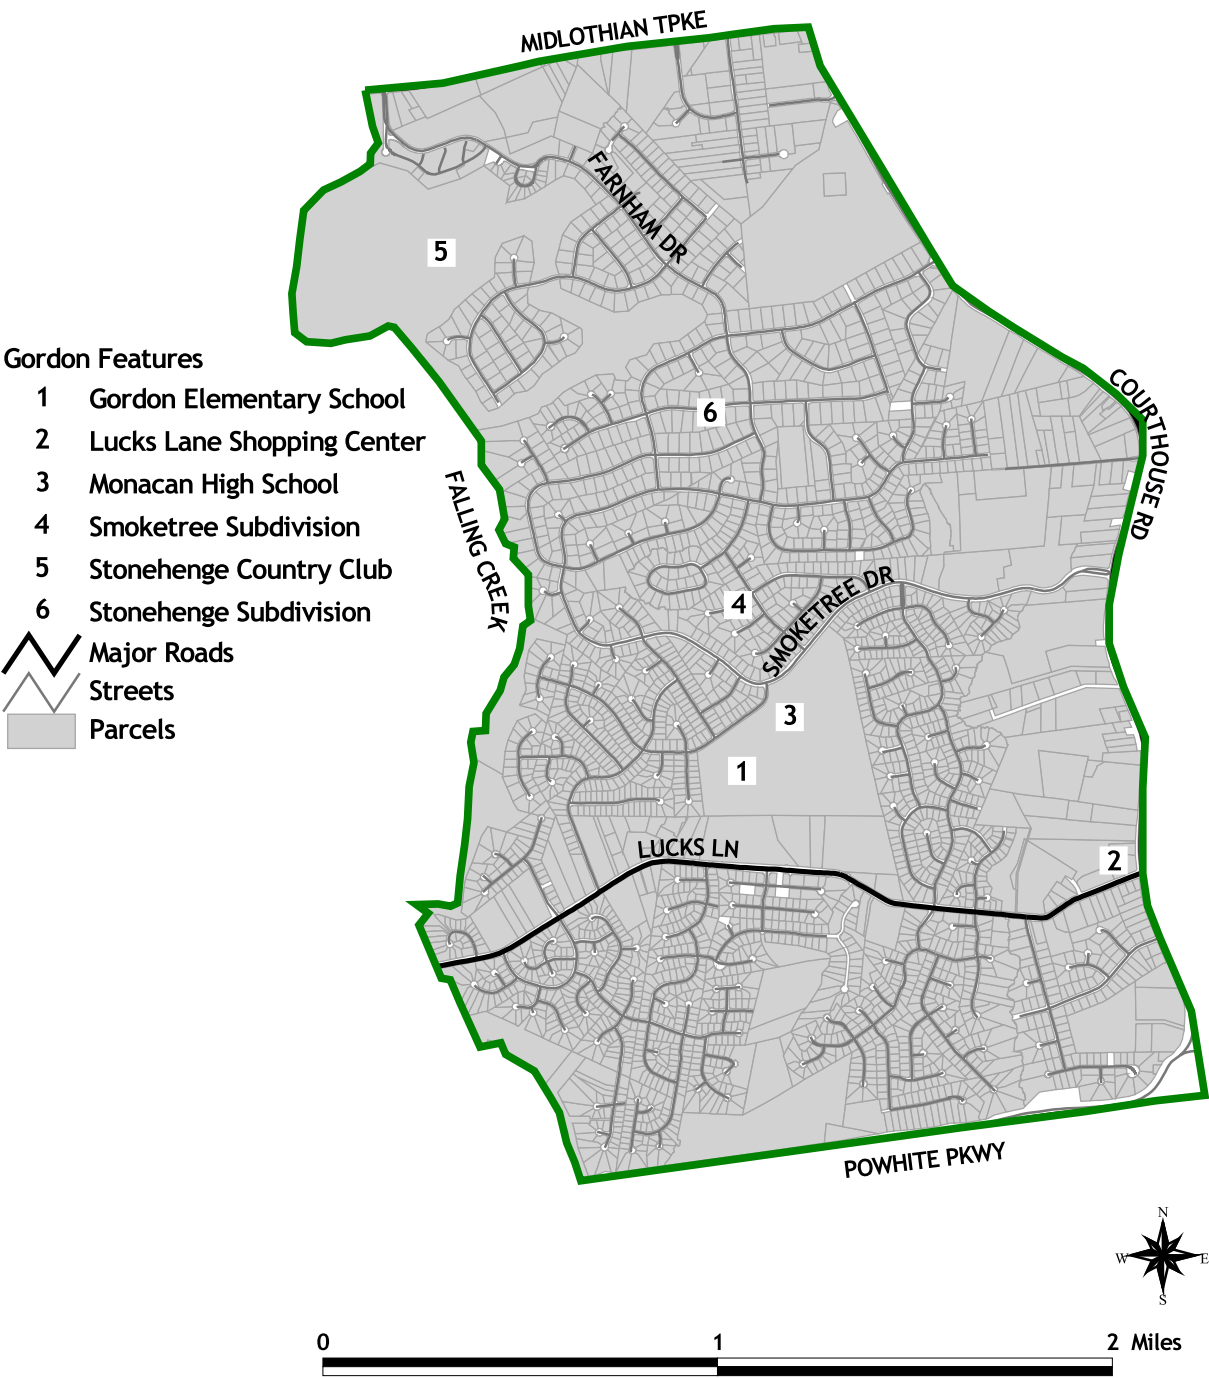 MIDLOTHIAN TPKE
FARNHAM DR
5
Gordon Features
1 Gordon Elementary School
2 Lucks Lane Shopping Center
3 Monacan High School
4 Smoketree Subdivision
5 Stonehenge Country Club
6 Stonehenge Subdivision
Major Roads
Streets
Parcels
COURTHOUSE RD
6
FALLING CREEK
4
SMOKETREE DR
3
1
LUCKS LN
2
POWHITE PKWY
N
W E
S
0 1 2 Miles